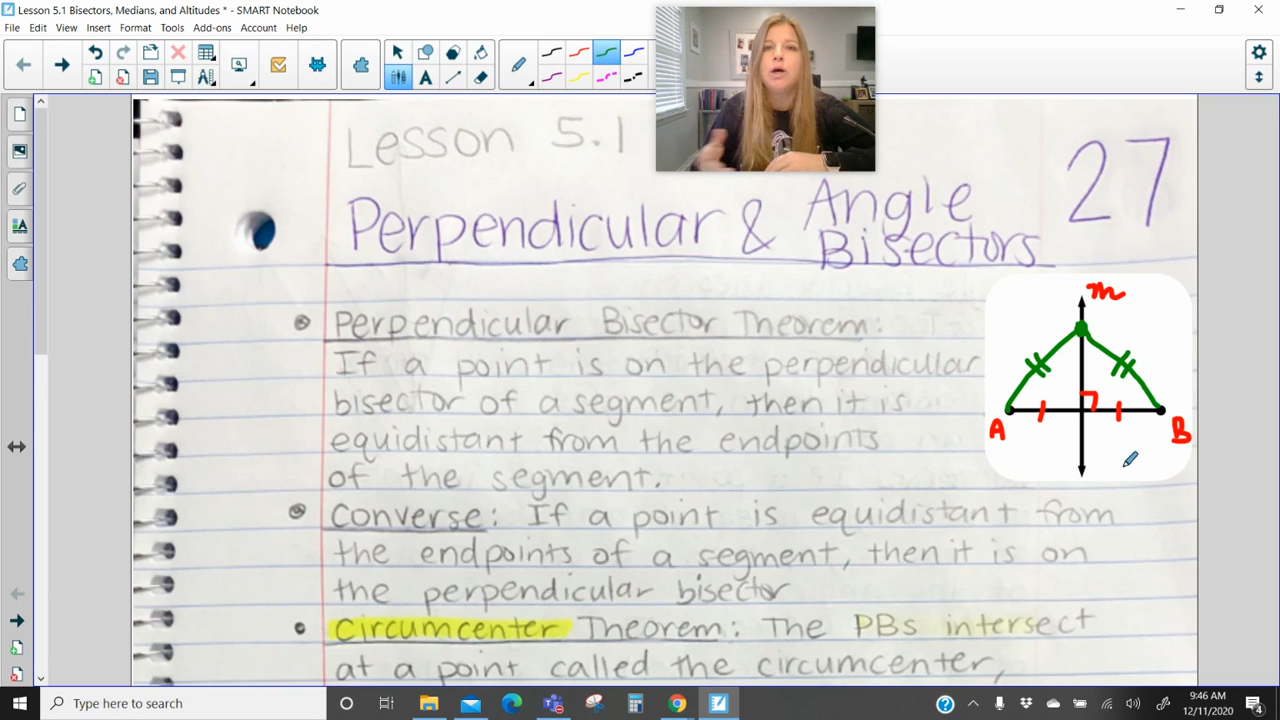 Lesson 5.1 Bisectors, Medians, and Altitudes * - SMART Notebook
File Edit View Insert Format Tools Add-ons Account Help
Lesson 5.1
27
Perpendicular & Angle Bisectors
Perpendicular Bisector Theorem:
If a point is on the perpendicular
bisector of a segment, then it is
equidistant from the endpoints
of the segment.
m
A
B
Converse: If a point is equidistant from
the endpoints of a segment, then it is on
the perpendicular bisector
Circumcenter Theorem: The PBs intersect
at a point called the circumcenter,
Type here to search
9:46 AM
12/11/2020
4